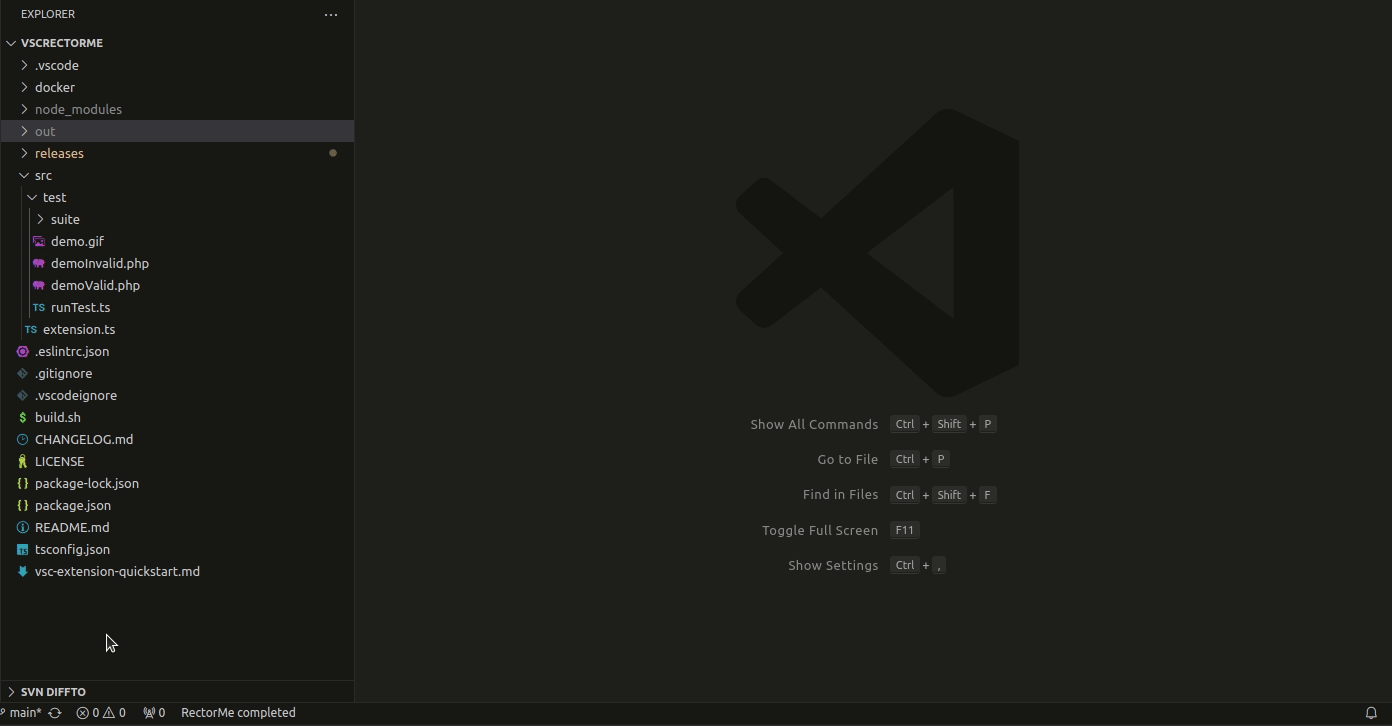 EXPLORER
VSCRECTORME
.vscode
docker
node_modules
out
releases
src
test
suite
demo.gif
demoInvalid.php
demoValid.php
TS runTest.ts
TS extension.ts
.eslintrc.json
.gitignore
.vscodeignore
$ build.sh
CHANGELOG.md
LICENSE
{ } package-lock.json
{ } package.json
README.md
TS tsconfig.json
vsc-extension-quickstart.md
Show All Commands Ctrl + Shift + P
Go to File Ctrl + P
Find in Files Ctrl + Shift + F
Toggle Full Screen F11
Show Settings Ctrl + ,
SVN DIFFTO
main* 0 0 0 RectorMe completed